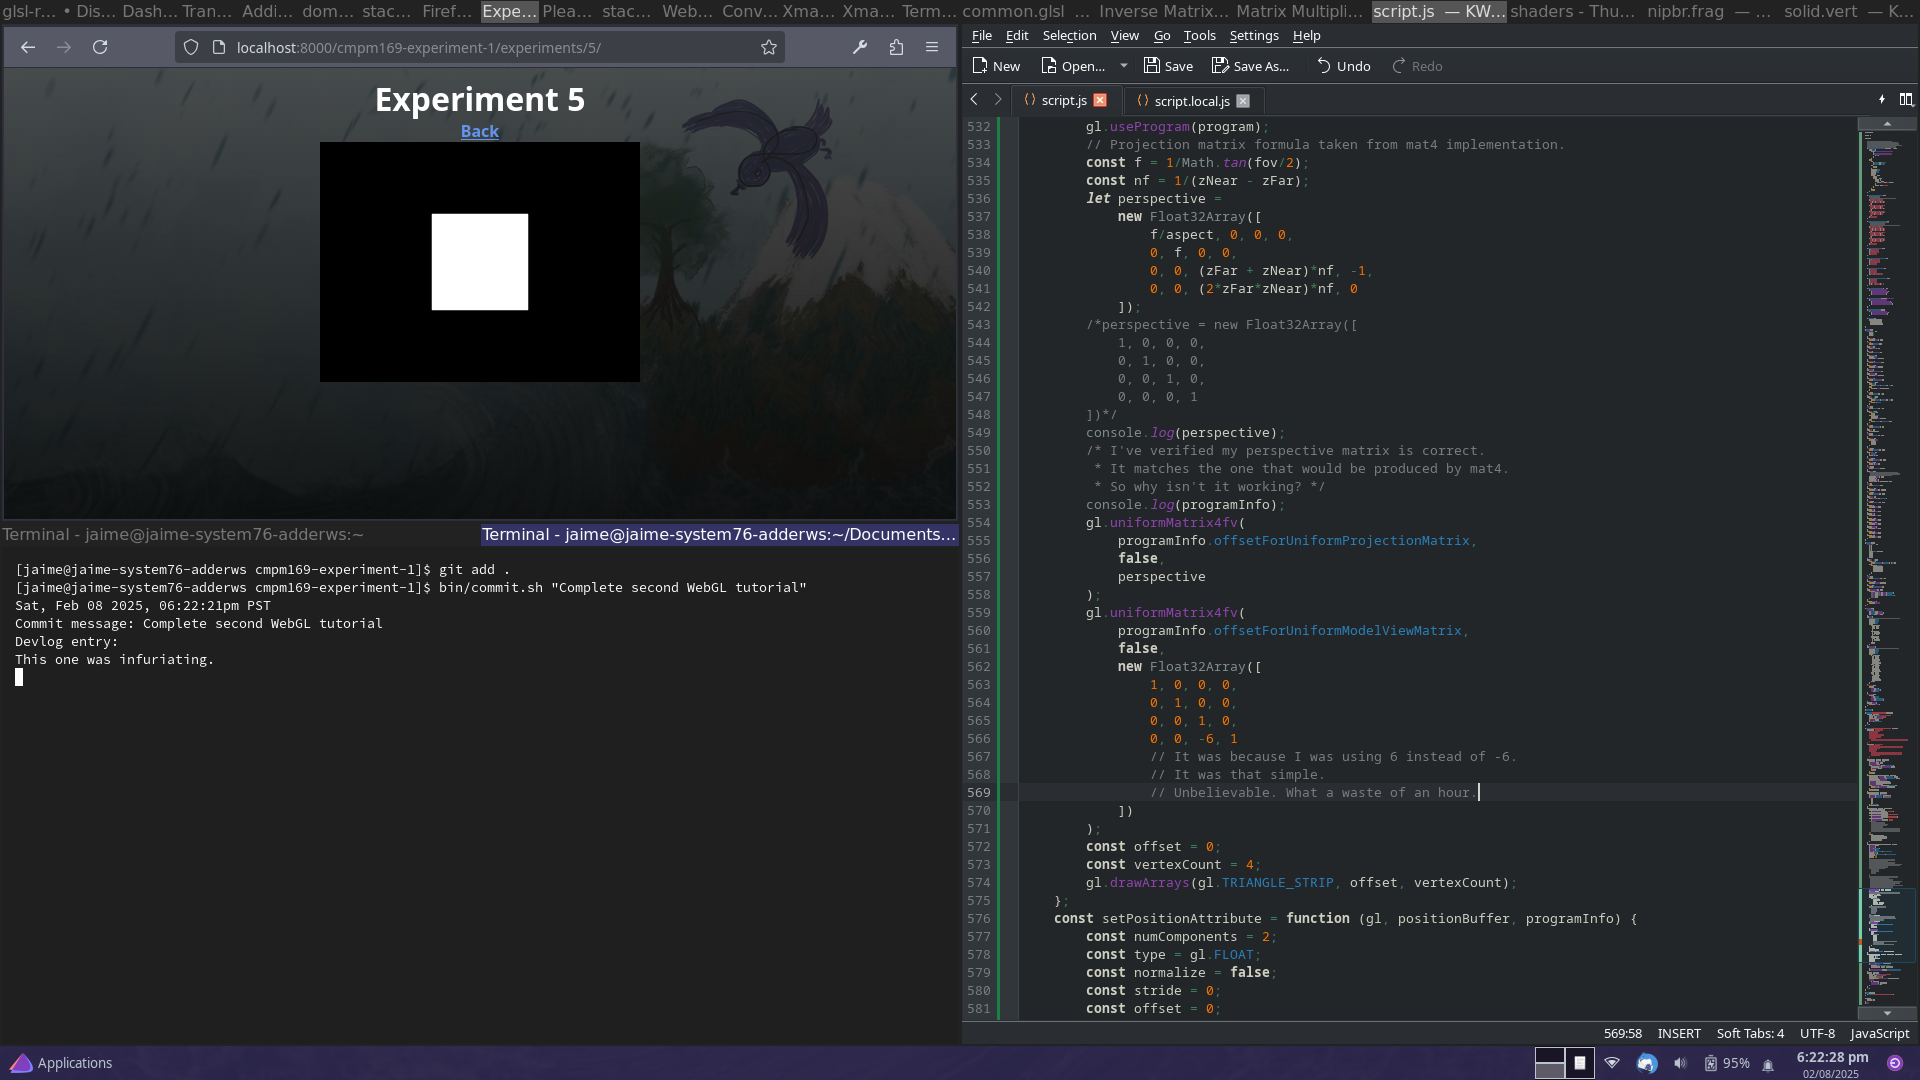 glsl-r... • Dis... Dash... Tran... Addi... dom... stac... Firef... Expe... Plea... stac... Web... Conv... Xma... Xma... Term... common.glsl ... Inverse Matrix... Matrix Multipli... script.js — KW... shaders - Thu... nipbr.frag — ... solid.vert — K...
localhost:8000/cmpm169-experiment-1/experiments/5/
Experiment 5
Back
Terminal - jaime@jaime-system76-adderws:~ Terminal - jaime@jaime-system76-adderws:~/Documents...
[jaime@jaime-system76-adderws cmpm169-experiment-1]$ git add .
[jaime@jaime-system76-adderws cmpm169-experiment-1]$ bin/commit.sh "Complete second WebGL tutorial"
Sat, Feb 08 2025, 06:22:21pm PST
Commit message: Complete second WebGL tutorial
Devlog entry:
This one was infuriating.
File Edit Selection View Go Tools Settings Help
New Open... Save Save As... Undo Redo
script.js script.local.js
532 gl.useProgram(program);
533 // Projection matrix formula taken from mat4 implementation.
534 const f = 1/Math.tan(fov/2);
535 const nf = 1/(zNear - zFar);
536 let perspective =
537 new Float32Array([
538 f/aspect, 0, 0, 0,
539 0, f, 0, 0,
540 0, 0, (zFar + zNear)*nf, -1,
541 0, 0, (2*zFar*zNear)*nf, 0
542 ]);
543 /*perspective = new Float32Array([
544 1, 0, 0, 0,
545 0, 1, 0, 0,
546 0, 0, 1, 0,
547 0, 0, 0, 1
548 ])*/
549 console.log(perspective);
550 /* I've verified my perspective matrix is correct.
551 * It matches the one that would be produced by mat4.
552 * So why isn't it working? */
553 console.log(programInfo);
554 gl.uniformMatrix4fv(
555 programInfo.offsetForUniformProjectionMatrix,
556 false,
557 perspective
558 );
559 gl.uniformMatrix4fv(
560 programInfo.offsetForUniformModelViewMatrix,
561 false,
562 new Float32Array([
563 1, 0, 0, 0,
564 0, 1, 0, 0,
565 0, 0, 1, 0,
566 0, 0, -6, 1
567 // It was because I was using 6 instead of -6.
568 // It was that simple.
569 // Unbelievable. What a waste of an hour.
570 ])
571 );
572 const offset = 0;
573 const vertexCount = 4;
574 gl.drawArrays(gl.TRIANGLE_STRIP, offset, vertexCount);
575 };
576 const setPositionAttribute = function (gl, positionBuffer, programInfo) {
577 const numComponents = 2;
578 const type = gl.FLOAT;
579 const normalize = false;
580 const stride = 0;
581 const offset = 0;
569:58 INSERT Soft Tabs: 4 UTF-8 JavaScript
Applications 95% 6:22:28 pm
02/08/2025